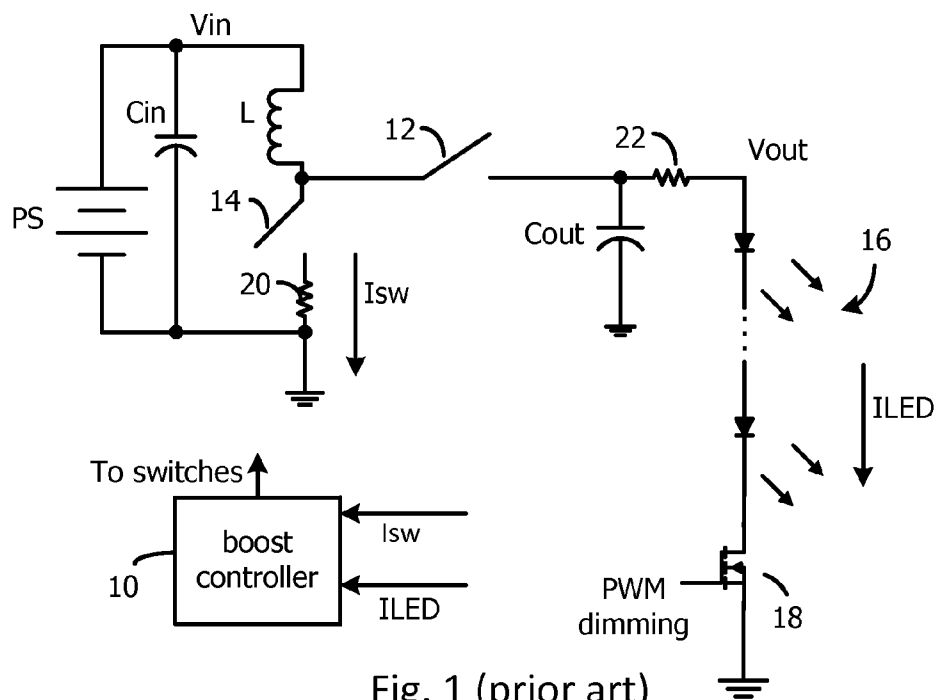 Vin
Cin
L
12
22
Vout
14
PS
Cout
16
20
Isw
ILED
To switches
boost
controller
Isw
ILED
10
PWM
dimming
18
Fig. 1 (prior art)